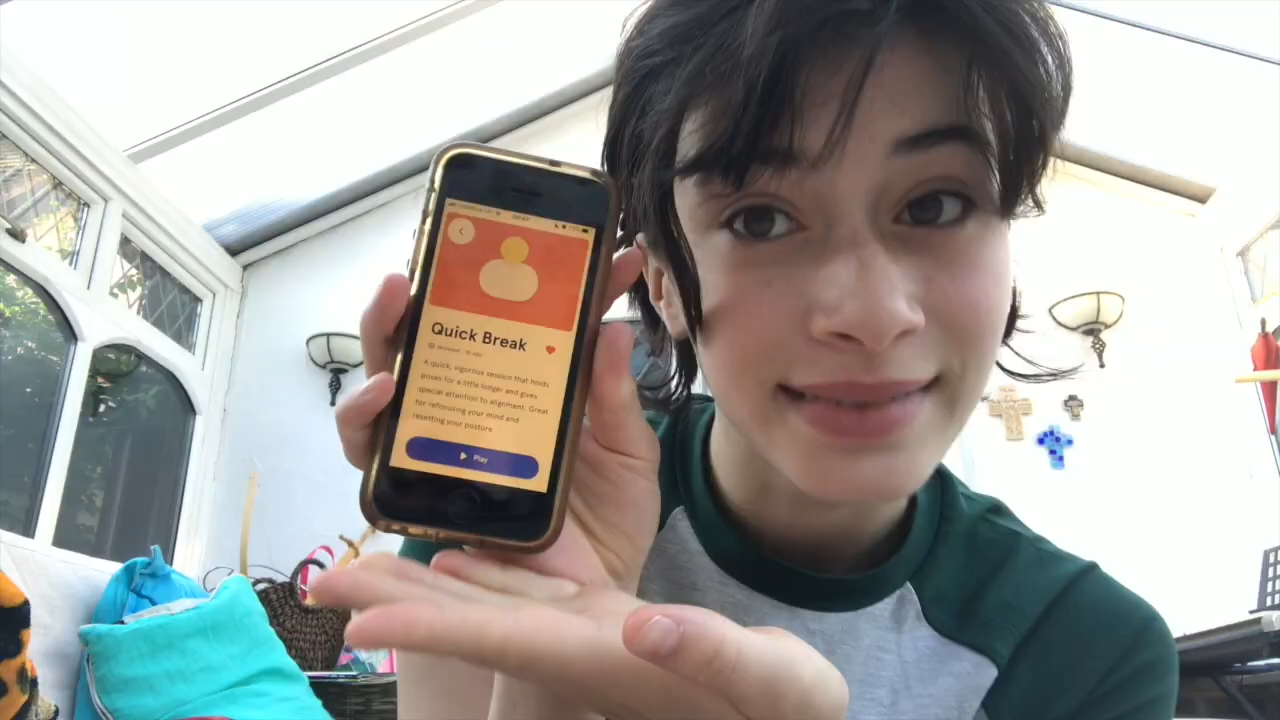 Quick Break
A quick, vigorous session that holds
poses for a little longer and gives
special attention to alignment. Great
for refocusing your mind and
resetting your posture.
Play